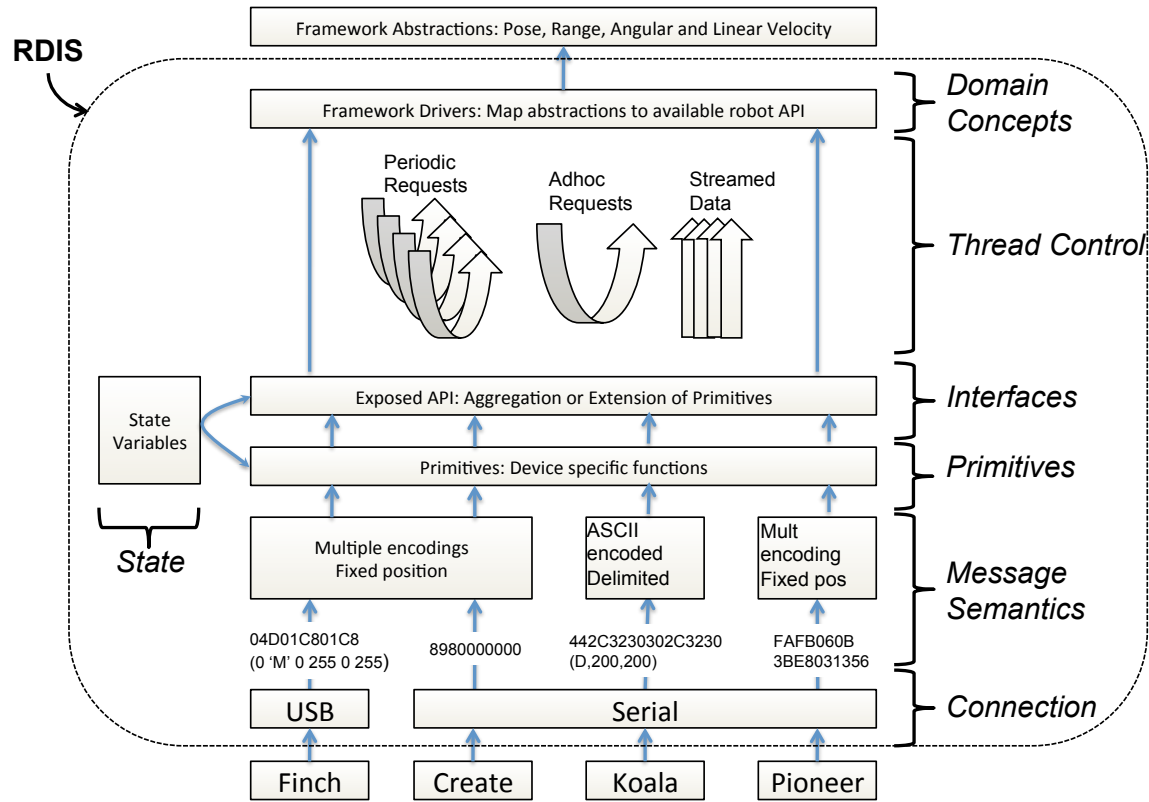 Framework Abstractions: Pose, Range, Angular and Linear Velocity
RDIS
Framework Drivers: Map abstractions to available robot API
Domain
Concepts
Periodic
Requests
Adhoc
Requests
Streamed
Data
Thread Control
State
Variables
Exposed API: Aggregation or Extension of Primitives
Interfaces
Primitives: Device specific functions
Primitives
State
Multiple encodings
Fixed position
ASCII
encoded
Delimited
Mult
encoding
Fixed pos
Message
Semantics
04D01C801C8
(0 ‘M’ 0 255 0 255)
8980000000
442C3230302C3230
(D,200,200)
FAFB060B
3BE8031356
USB
Serial
Connection
Finch
Create
Koala
Pioneer